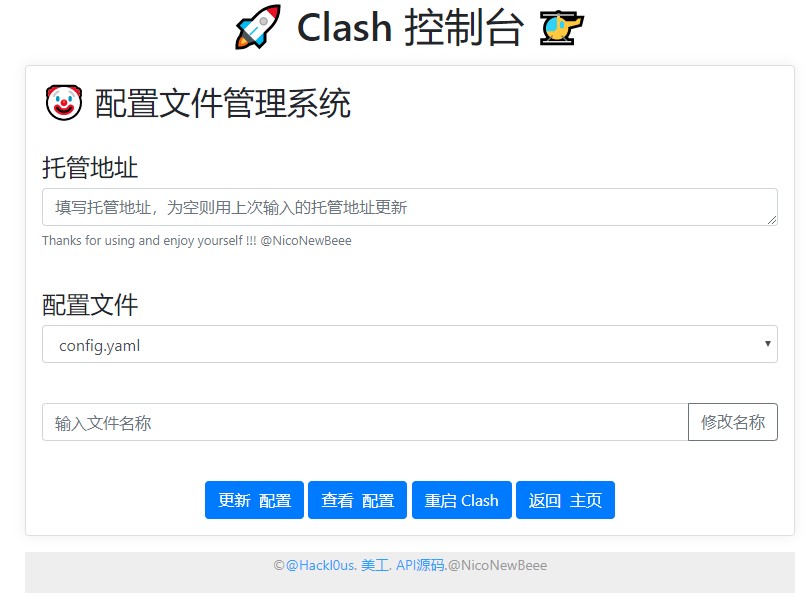 🚀 Clash 控制台 🚁
🤡 配置文件管理系统
托管地址
填写托管地址，为空则用上次输入的托管地址更新
Thanks for using and enjoy yourself !!! @NicoNewBeee
配置文件
config.yaml
输入文件名称 修改名称
更新 配置 查看 配置 重启 Clash 返回 主页
©@Hackl0us. 美工. API源码.@NicoNewBeee